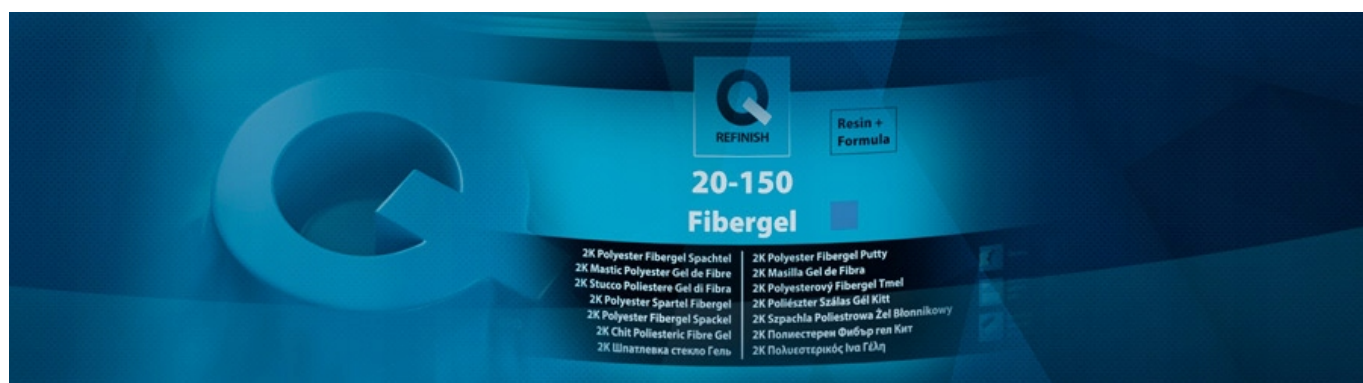 Q
REFINISH
Resin +
Formula
20-150
Fibergel
2K Polyester Fibergel Spachtel
2K Mastic Polyester Gel de Fibre
2K Stucco Poliestere Gel di Fibra
2K Polyester Spartel Fibergel
2K Polyester Fibergel Spackel
2K Chit Poliesteric Fibre Gel
2K Шпатлевка стекло Гель
2K Polyester Fibergel Putty
2K Masilla Gel de Fibra
2K Polyesterový Fibergel Tmel
2K Poliészter Szálas Gél Kitt
2K Szpachla Poliestrowa Żel Błonnikowy
2K Полиестерен Фибър гел Кит
2K Πολυεστερικός Ινα Γέλη